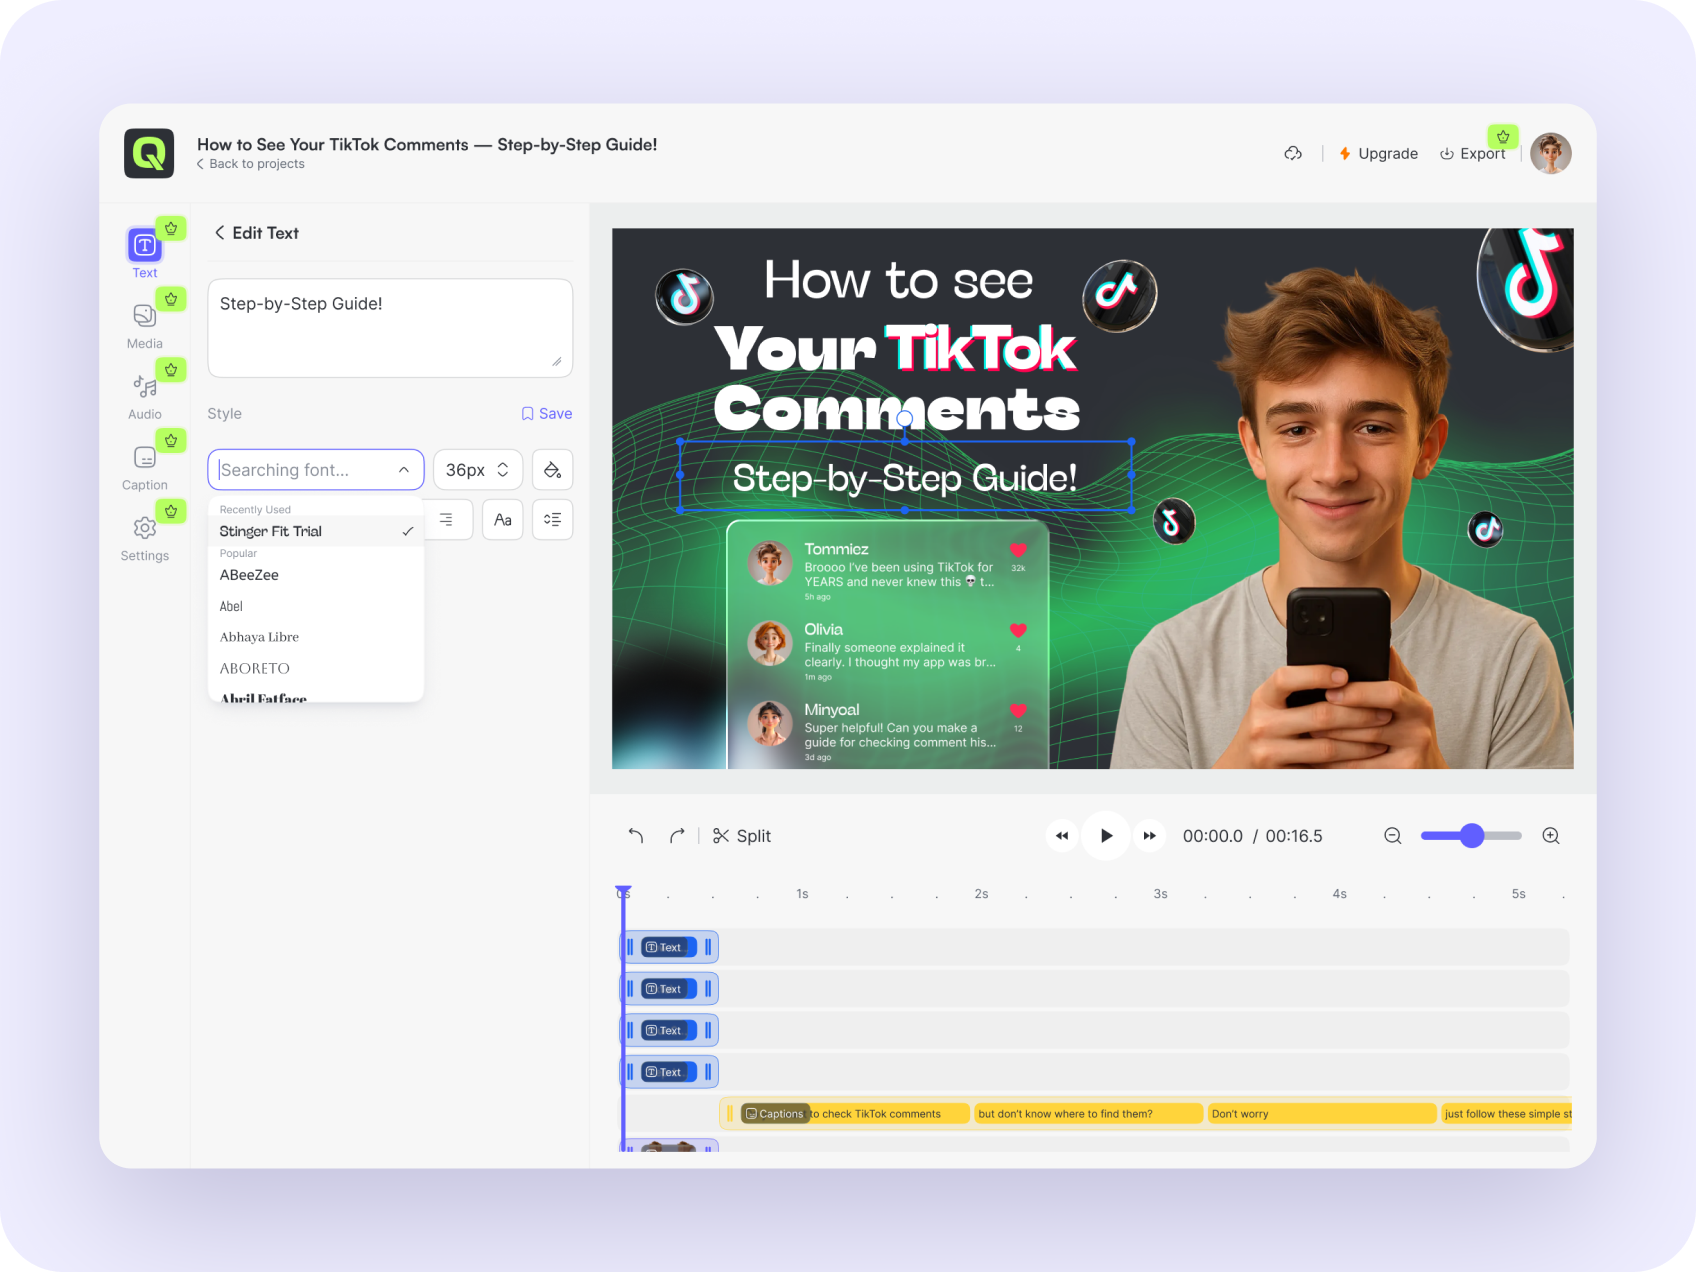 Q
How to See Your TikTok Comments — Step-by-Step Guide!
Back to projects
Upgrade
Export
Text
Media
Audio
Caption
Settings
Edit Text
Step-by-Step Guide!
Style
Save
Searching font...
36px
Aa
Recently Used
Stinger Fit Trial
Popular
ABeeZee
Abel
Abhaya Libre
ABORETO
Abril Fatface
How to see
Your TikTok
Comments
Step-by-Step Guide!
Tommiez
Broooo I've been using TikTok for
YEARS and never knew this 💀 t...
5h ago
32k
Olivia
Finally someone explained it
clearly. I thought my app was br...
1m ago
4
Minyoal
Super helpful! Can you make a
guide for checking comment his...
3d ago
12
Split
00:00.0 / 00:16.5
0s 1s 2s 3s 4s 5s
Text
Text
Text
Text
Captions to check TikTok comments
but don't know where to find them?
Don't worry
just follow these simple st